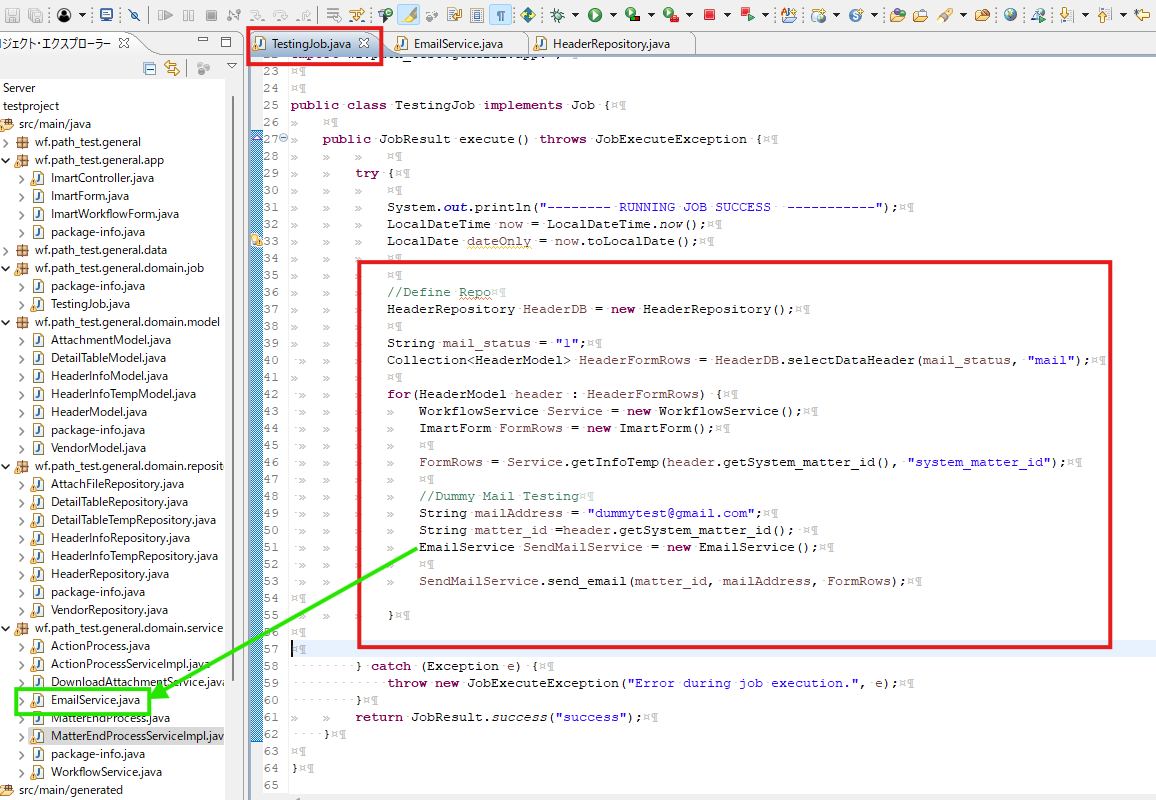 ジェクト・エクスプローラー
Server
testproject
src/main/java
wf.path_test.general
wf.path_test.general.app
ImartController.java
ImartForm.java
ImartWorkflowForm.java
package-info.java
wf.path_test.general.data
wf.path_test.general.domain.job
package-info.java
TestingJob.java
wf.path_test.general.domain.model
AttachmentModel.java
DetailTableModel.java
HeaderInfoModel.java
HeaderInfoTempModel.java
HeaderModel.java
package-info.java
VendorModel.java
wf.path_test.general.domain.reposit
AttachFileRepository.java
DetailTableRepository.java
DetailTableTempRepository.java
HeaderInfoRepository.java
HeaderInfoTempRepository.java
HeaderRepository.java
package-info.java
VendorRepository.java
wf.path_test.general.domain.service
ActionProcess.java
ActionProcessServiceImpl.java
DownloadAttachmentService.java
EmailService.java
MatterEndProcess.java
MatterEndProcessServiceImpl.jav
package-info.java
WorkflowService.java
src/main/generated
TestingJob.java EmailService.java HeaderRepository.java
23
24
25 public class TestingJob implements Job {
26
27 public JobResult execute() throws JobExecuteException {
28
29 try {
30
31 System.out.println("-------- RUNNING JOB SUCCESS -----------");
32 LocalDateTime now = LocalDateTime.now();
33 LocalDate dateOnly = now.toLocalDate();
34
35
36 //Define Repo
37 HeaderRepository HeaderDB = new HeaderRepository();
38
39 String mail_status = "1";
40 Collection<HeaderModel> HeaderFormRows = HeaderDB.selectDataHeader(mail_status, "mail");
41
42 for(HeaderModel header : HeaderFormRows) {
43 WorkflowService Service = new WorkflowService();
44 ImartForm FormRows = new ImartForm();
45
46 FormRows = Service.getInfoTemp(header.getSystem_matter_id(), "system_matter_id");
47
48 //Dummy Mail Testing
49 String mailAddress = "dummytest@gmail.com";
50 String matter_id =header.getSystem_matter_id();
51 EmailService SendMailService = new EmailService();
52
53 SendMailService.send_email(matter_id, mailAddress, FormRows);
54
55 }
56
57
58 } catch (Exception e) {
59 throw new JobExecuteException("Error during job execution.", e);
60 }
61 return JobResult.success("success");
62 }
63
64 }
65